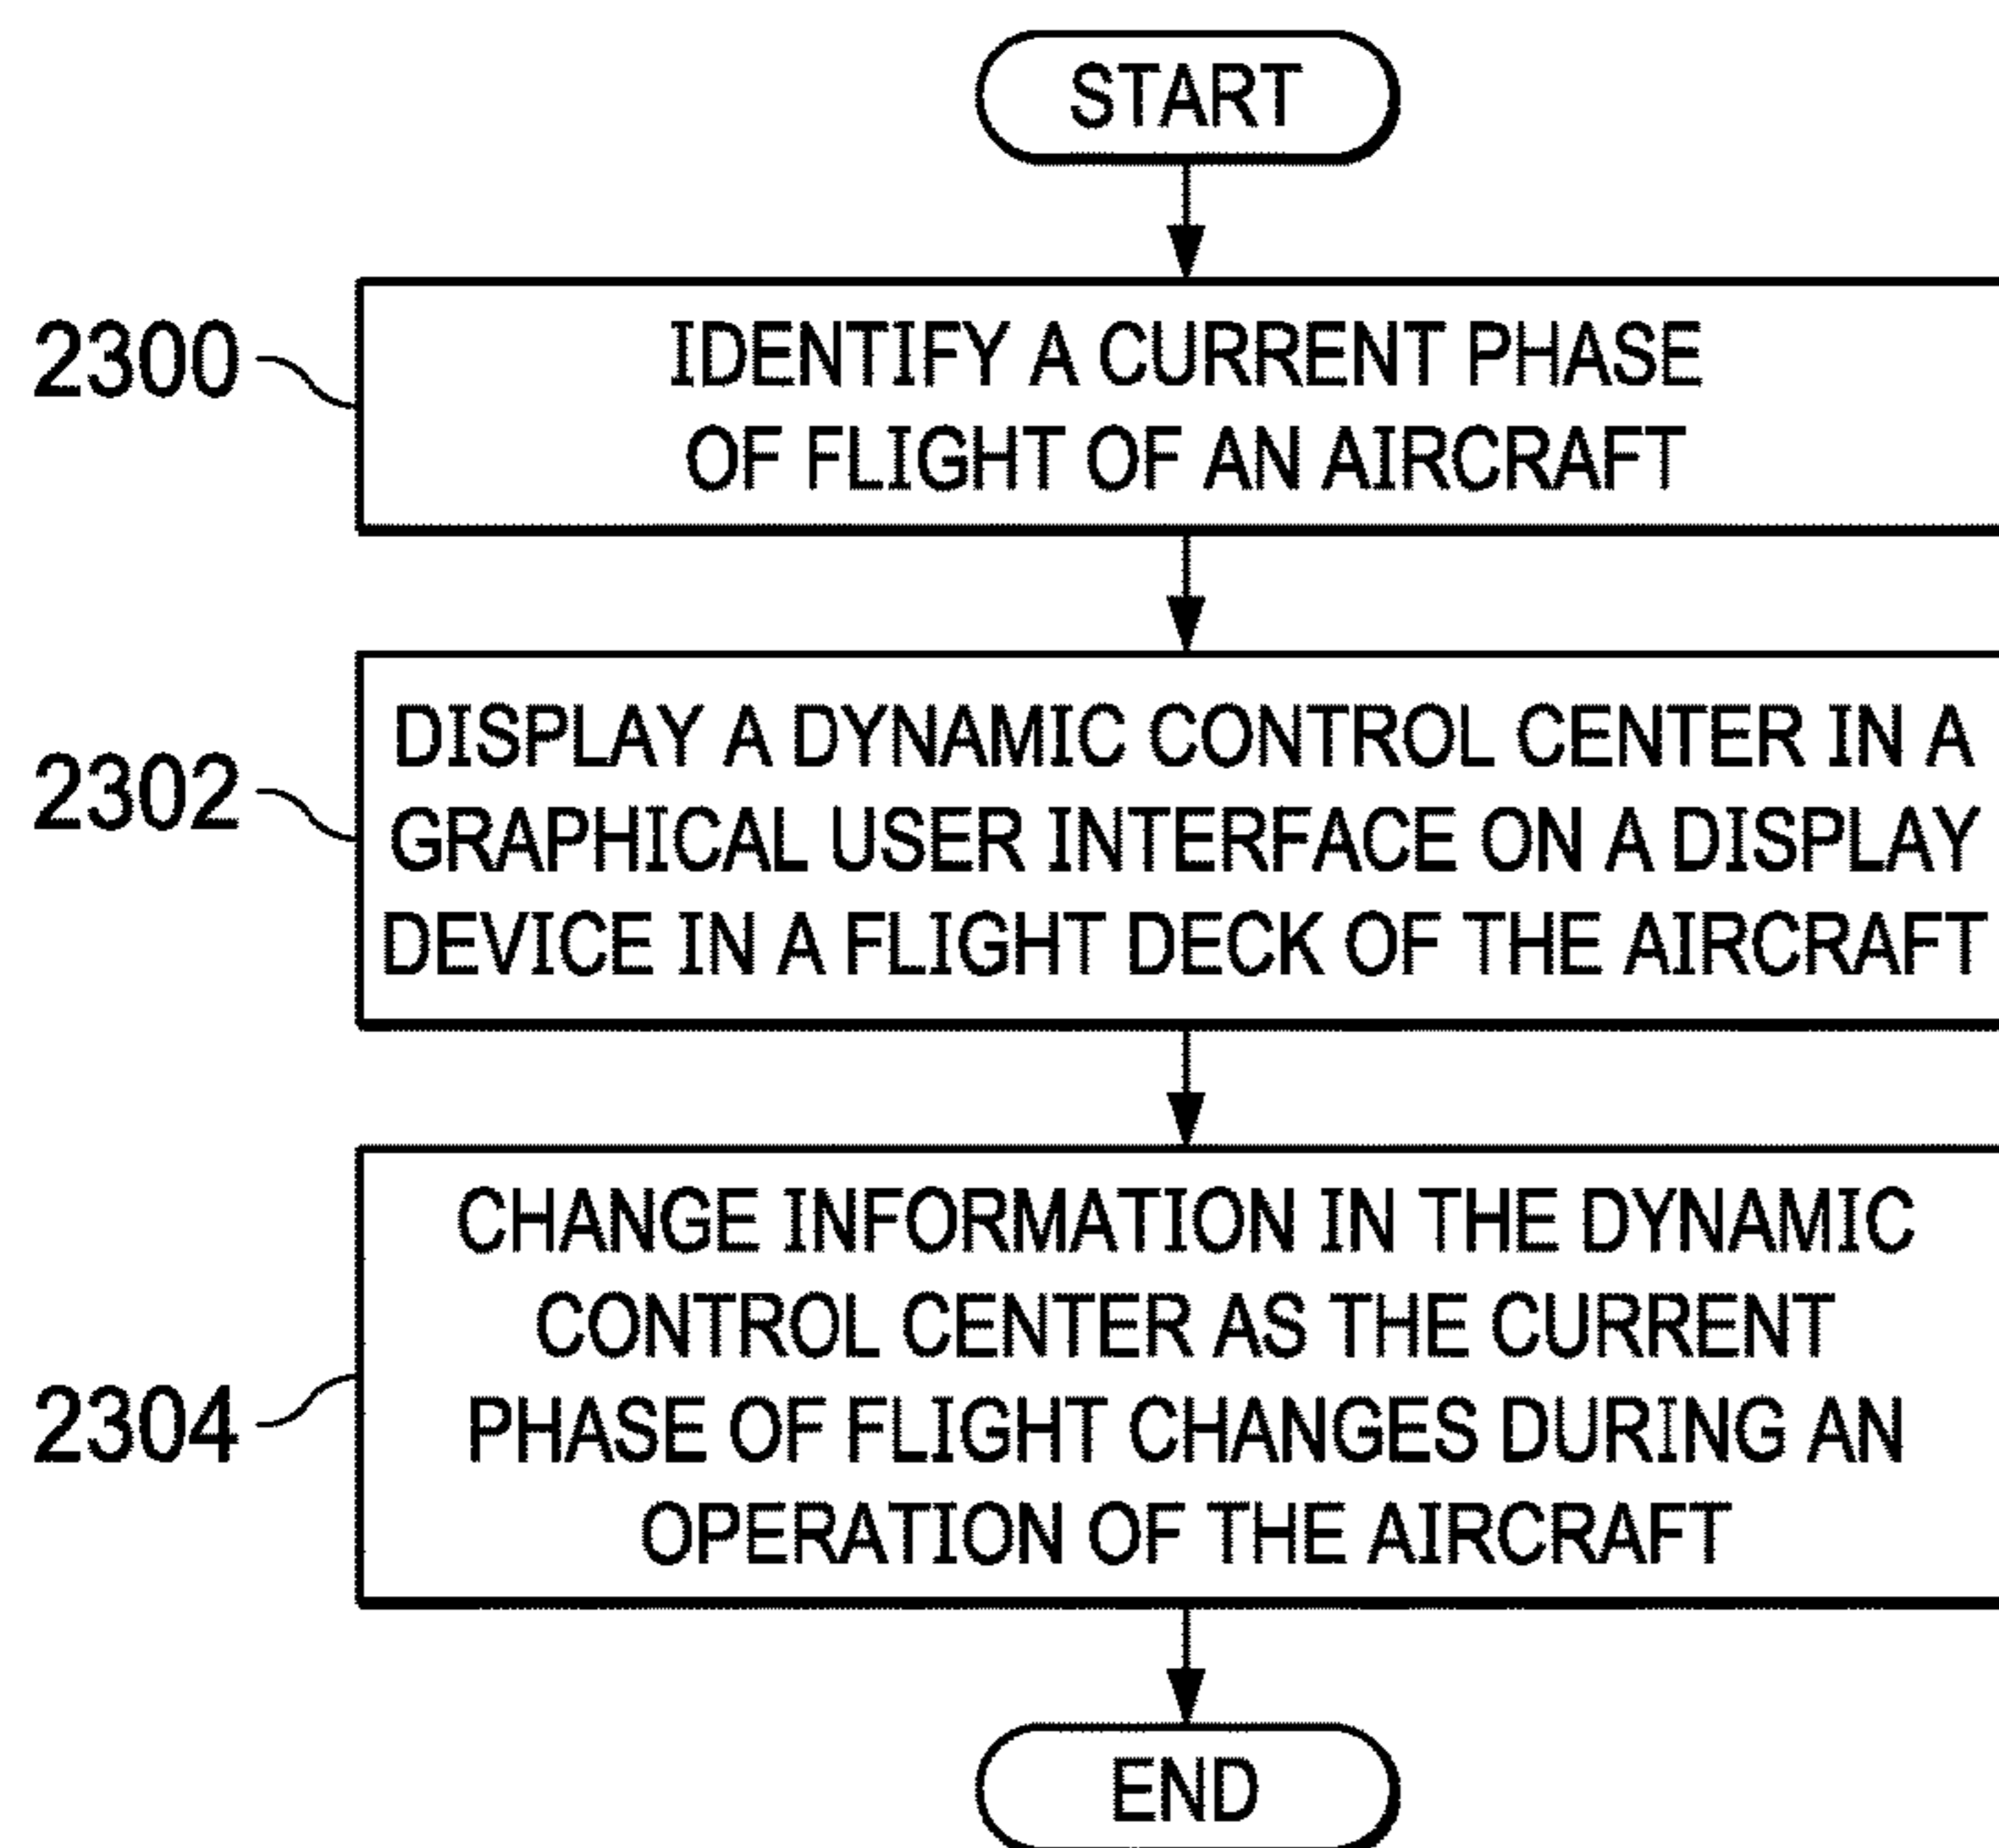 START
2300
IDENTIFY A CURRENT PHASE
OF FLIGHT OF AN AIRCRAFT
2302
DISPLAY A DYNAMIC CONTROL CENTER IN A
GRAPHICAL USER INTERFACE ON A DISPLAY
DEVICE IN A FLIGHT DECK OF THE AIRCRAFT
2304
CHANGE INFORMATION IN THE DYNAMIC
CONTROL CENTER AS THE CURRENT
PHASE OF FLIGHT CHANGES DURING AN
OPERATION OF THE AIRCRAFT
END